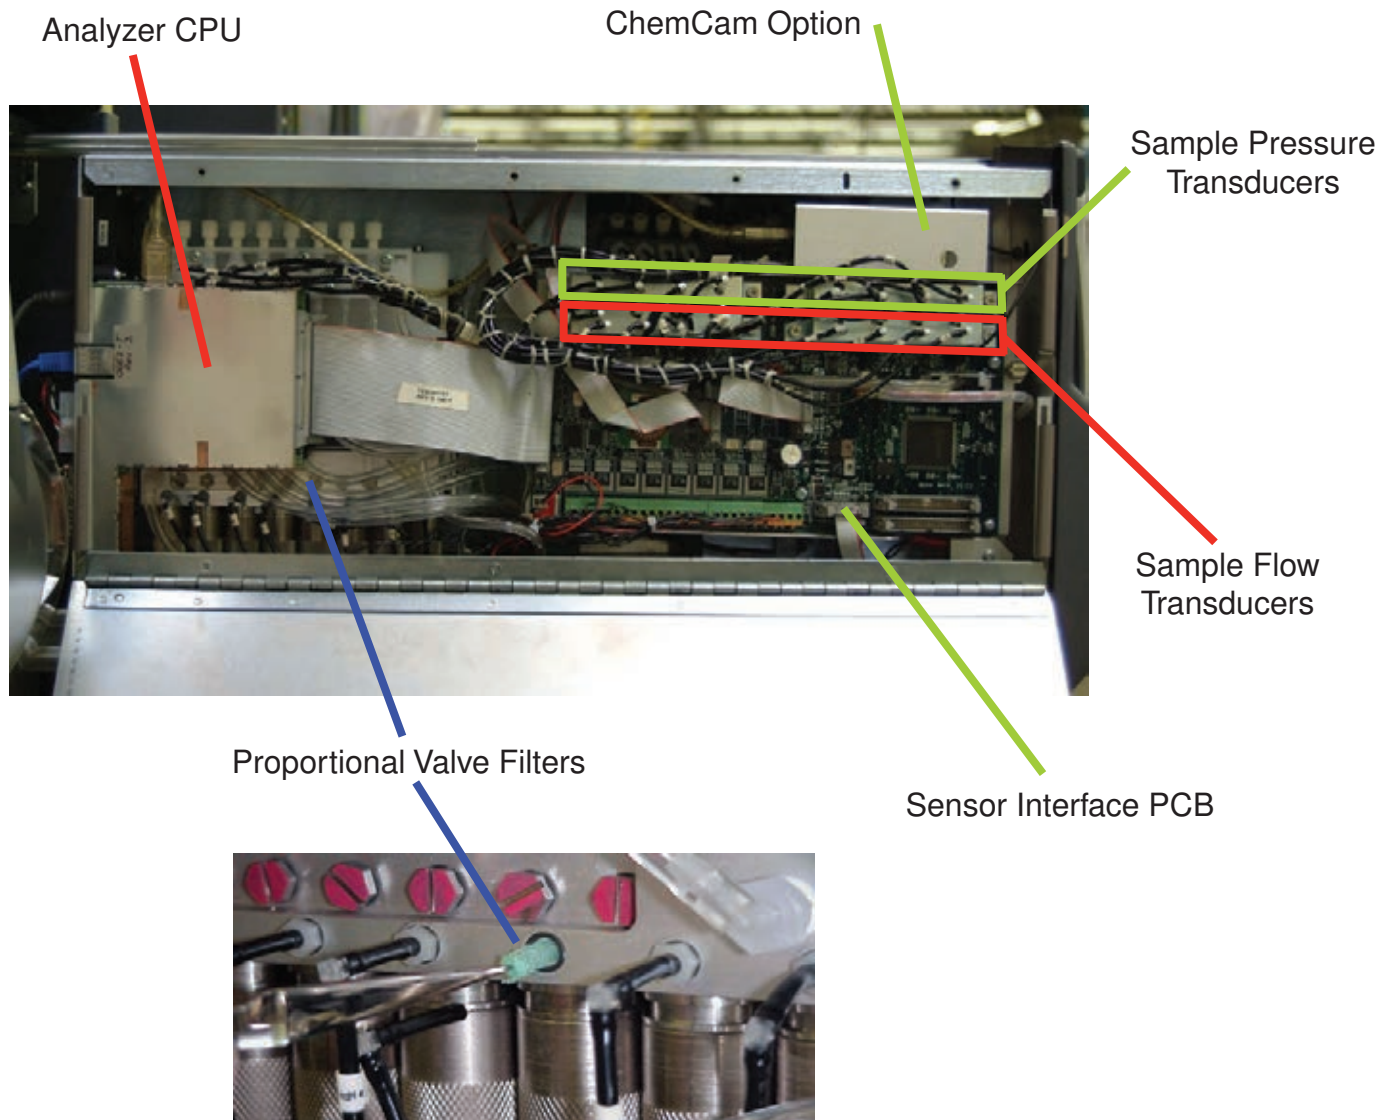 Analyzer CPU
ChemCam Option
Sample Pressure
Transducers
Sample Flow
Transducers
Proportional Valve Filters
Sensor Interface PCB